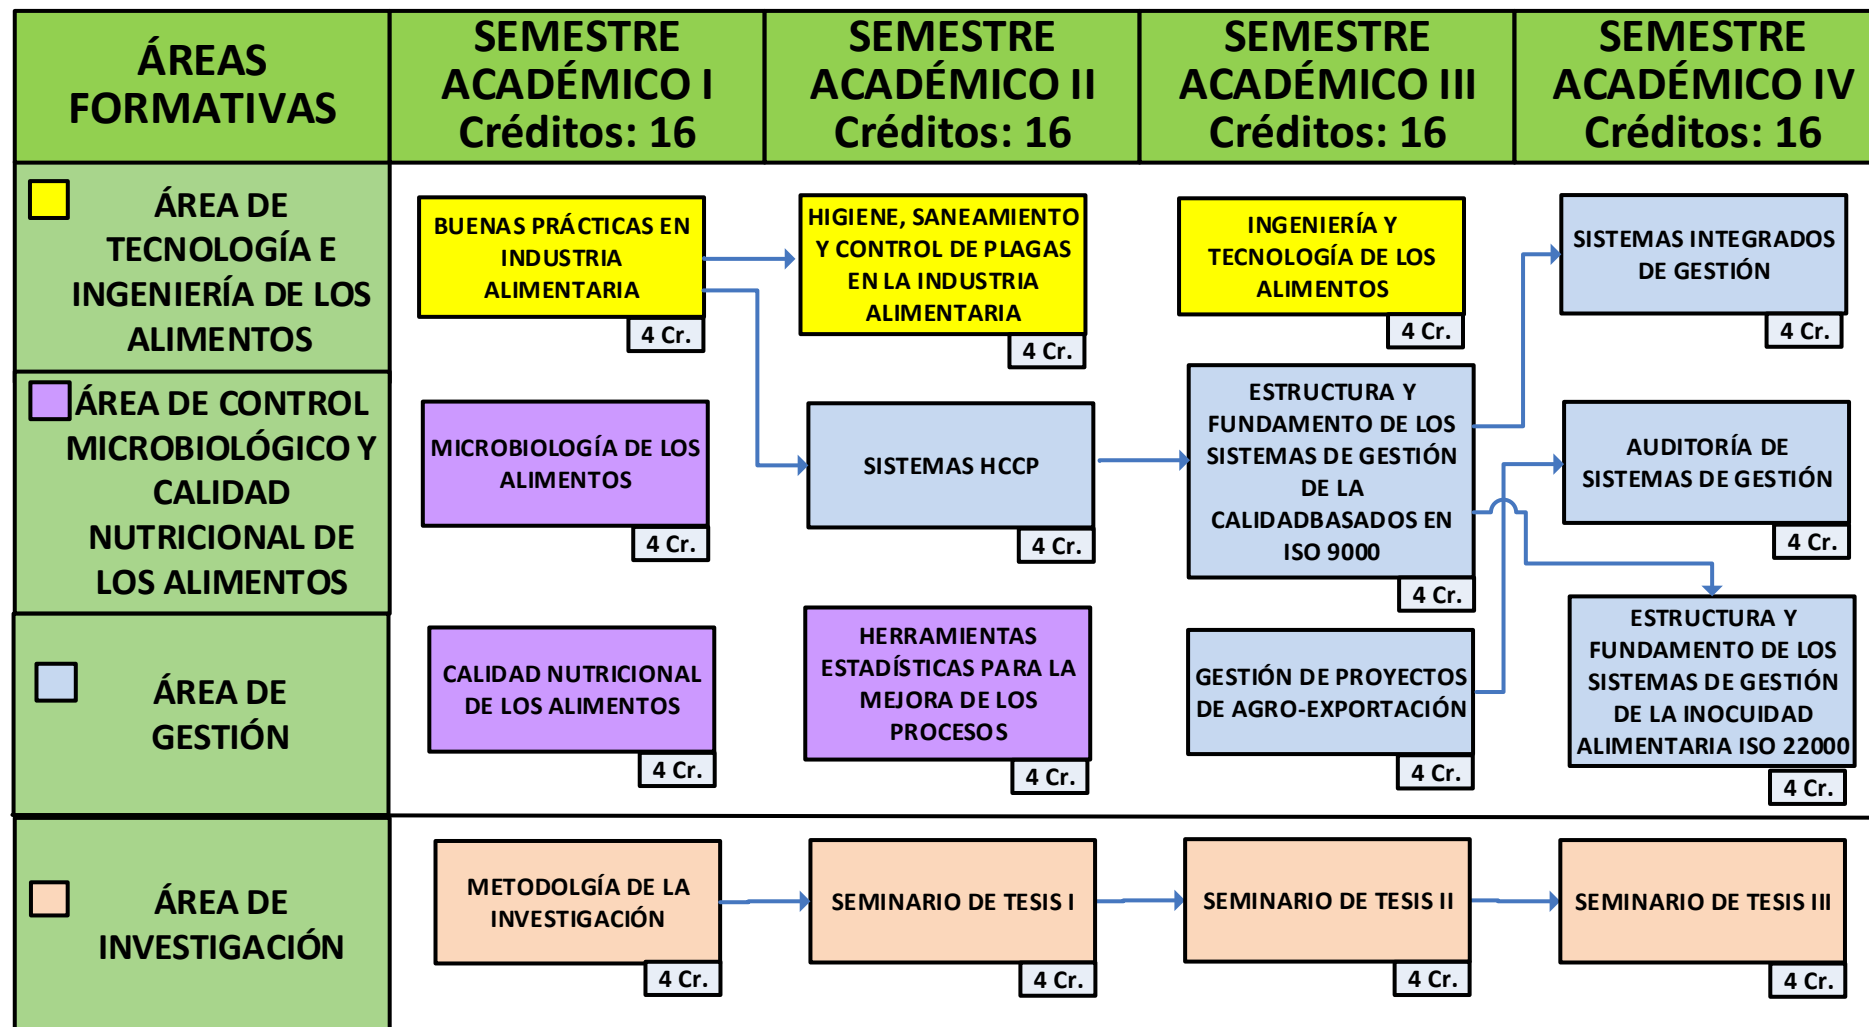 ÁREAS
FORMATIVAS
SEMESTRE
ACADÉMICO I
Créditos: 16
SEMESTRE
ACADÉMICO II
Créditos: 16
SEMESTRE
ACADÉMICO III
Créditos: 16
SEMESTRE
ACADÉMICO IV
Créditos: 16
ÁREA DE
TECNOLOGÍA E
INGENIERÍA DE LOS
ALIMENTOS
BUENAS PRÁCTICAS EN
INDUSTRIA
ALIMENTARIA
4 Cr.
HIGIENE, SANEAMIENTO
Y CONTROL DE PLAGAS
EN LA INDUSTRIA
ALIMENTARIA
4 Cr.
INGENIERÍA Y
TECNOLOGÍA DE LOS
ALIMENTOS
4 Cr.
SISTEMAS INTEGRADOS
DE GESTIÓN
4 Cr.
ÁREA DE CONTROL
MICROBIOLÓGICO Y
CALIDAD
NUTRICIONAL DE
LOS ALIMENTOS
MICROBIOLOGÍA DE LOS
ALIMENTOS
4 Cr.
SISTEMAS HCCP
4 Cr.
ESTRUCTURA Y
FUNDAMENTO DE LOS
SISTEMAS DE GESTIÓN
DE LA
CALIDADBASADOS EN
ISO 9000
4 Cr.
AUDITORÍA DE
SISTEMAS DE GESTIÓN
4 Cr.
ÁREA DE
GESTIÓN
CALIDAD NUTRICIONAL
DE LOS ALIMENTOS
4 Cr.
HERRAMIENTAS
ESTADÍSTICAS PARA LA
MEJORA DE LOS
PROCESOS
4 Cr.
GESTIÓN DE PROYECTOS
DE AGRO-EXPORTACIÓN
4 Cr.
ESTRUCTURA Y
FUNDAMENTO DE LOS
SISTEMAS DE GESTIÓN
DE LA INOCUIDAD
ALIMENTARIA ISO 22000
4 Cr.
ÁREA DE
INVESTIGACIÓN
METODOLGÍA DE LA
INVESTIGACIÓN
4 Cr.
SEMINARIO DE TESIS I
4 Cr.
SEMINARIO DE TESIS II
4 Cr.
SEMINARIO DE TESIS III
4 Cr.